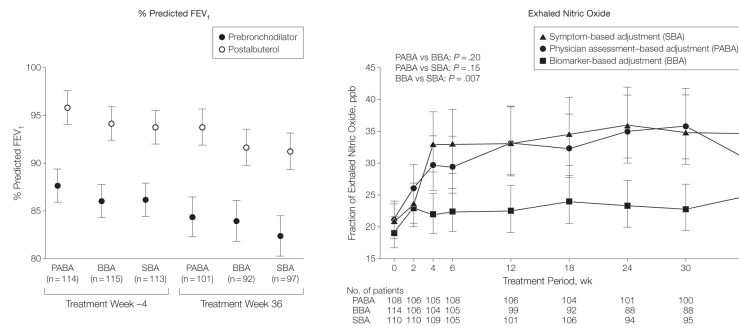 % Predicted FEV1
Prebronchodilator
Postalbuterol
100
95
90
85
80
% Predicted FEV1
PABA BBA SBA PABA BBA SBA
(n=114) (n=115) (n=113) (n=101) (n=92) (n=97)
Treatment Week –4 Treatment Week 36
Exhaled Nitric Oxide
Symptom-based adjustment (SBA)
Physician assessment–based adjustment (PABA)
Biomarker-based adjustment (BBA)
PABA vs BBA: P = .20
PABA vs SBA: P = .15
BBA vs SBA: P = .007
45
40
35
30
25
20
15
Fraction of Exhaled Nitric Oxide, ppb
0 2 4 6 12 18 24 30
Treatment Period, wk
No. of patients
PABA 108 106 105 108 106 104 101 100
BBA 114 106 104 105 99 92 88 88
SBA 110 110 109 105 101 106 94 95